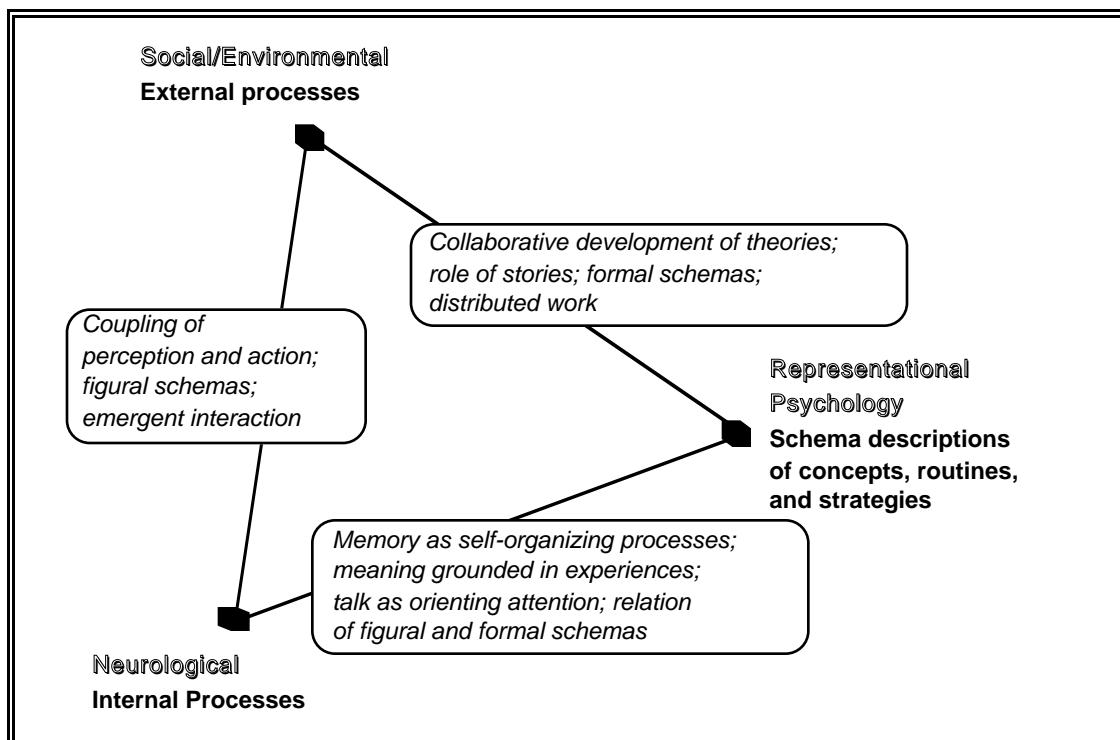 Social/Environmental
External processes
Collaborative development of theories;
role of stories; formal schemas;
distributed work
Coupling of
perception and action;
figural schemas;
emergent interaction
Representational
Psychology
Schema descriptions
of concepts, routines,
and strategies
Memory as self-organizing processes;
meaning grounded in experiences;
talk as orienting attention; relation
of figural and formal schemas
Neurological
Internal Processes